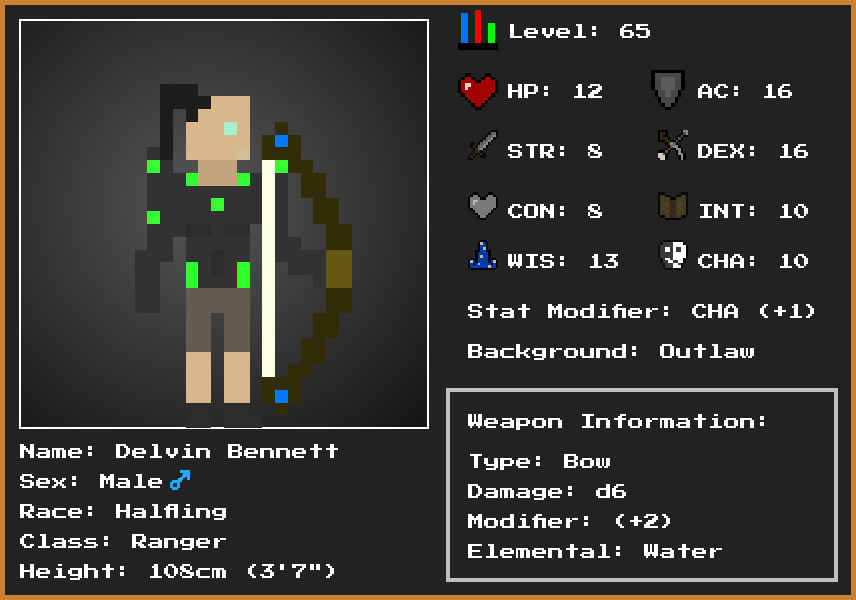 Level: 65
HP: 12
AC: 16
STR: 8
DEX: 16
CON: 8
INT: 10
WIS: 13
CHA: 10
Stat Modifier: CHA (+1)
Background: Outlaw
Weapon Information:
Type: Bow
Damage: d6
Modifier: (+2)
Elemental: Water
Name: Delvin Bennett
Sex: Male ♂
Race: Halfling
Class: Ranger
Height: 108cm (3'7")